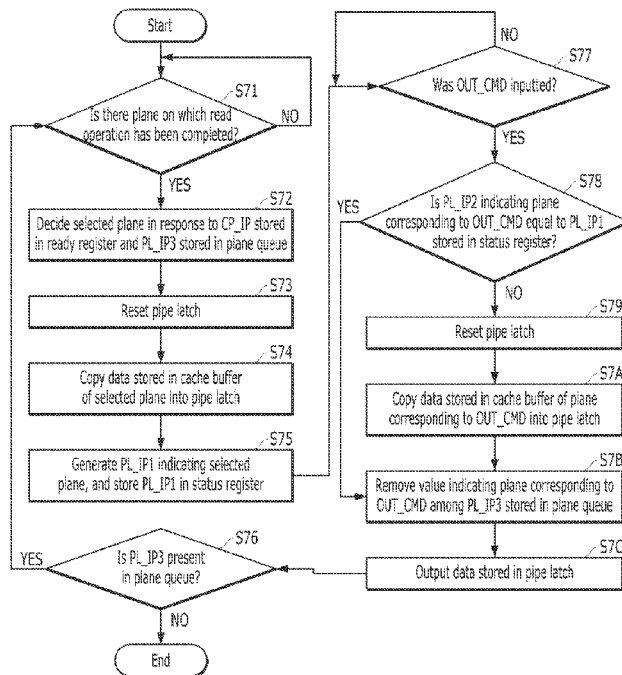 Start
S71
Is there plane on which read
operation has been completed?
NO
YES
S72
Decide selected plane in response to CP_IP stored
in ready register and PL_IP3 stored in plane queue
S73
Reset pipe latch
S74
Copy data stored in cache buffer
of selected plane into pipe latch
S75
Generate PL_IP1 indicating selected
plane, and store PL_IP1 in status register
S76
YES
Is PL_IP3 present
in plane queue?
NO
End
NO
S77
Was OUT_CMD inputted?
YES
S78
YES
Is PL_IP2 indicating plane
corresponding to OUT_CMD equal to PL_IP1
stored in status register?
NO
S79
Reset pipe latch
S7A
Copy data stored in cache buffer of plane
corresponding to OUT_CMD into pipe latch
S7B
Remove value indicating plane corresponding to
OUT_CMD among PL_IP3 stored in plane queue
S7C
Output data stored in pipe latch